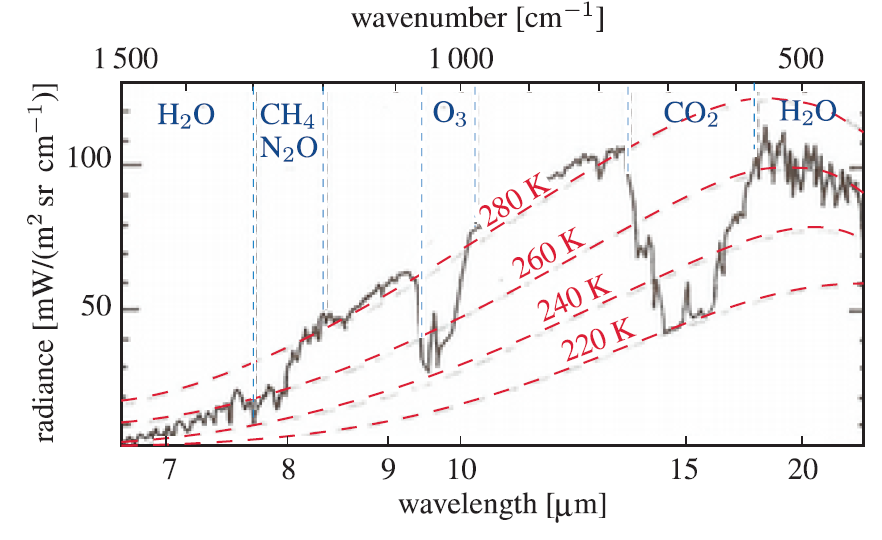 wavenumber [cm⁻¹]
1 500 1 000 500
H₂O CH₄ O₃ CO₂ H₂O
N₂O
100
50
radiance [mW/(m² sr cm⁻¹)]
280 K
260 K
240 K
220 K
7 8 9 10 15 20
wavelength [μm]